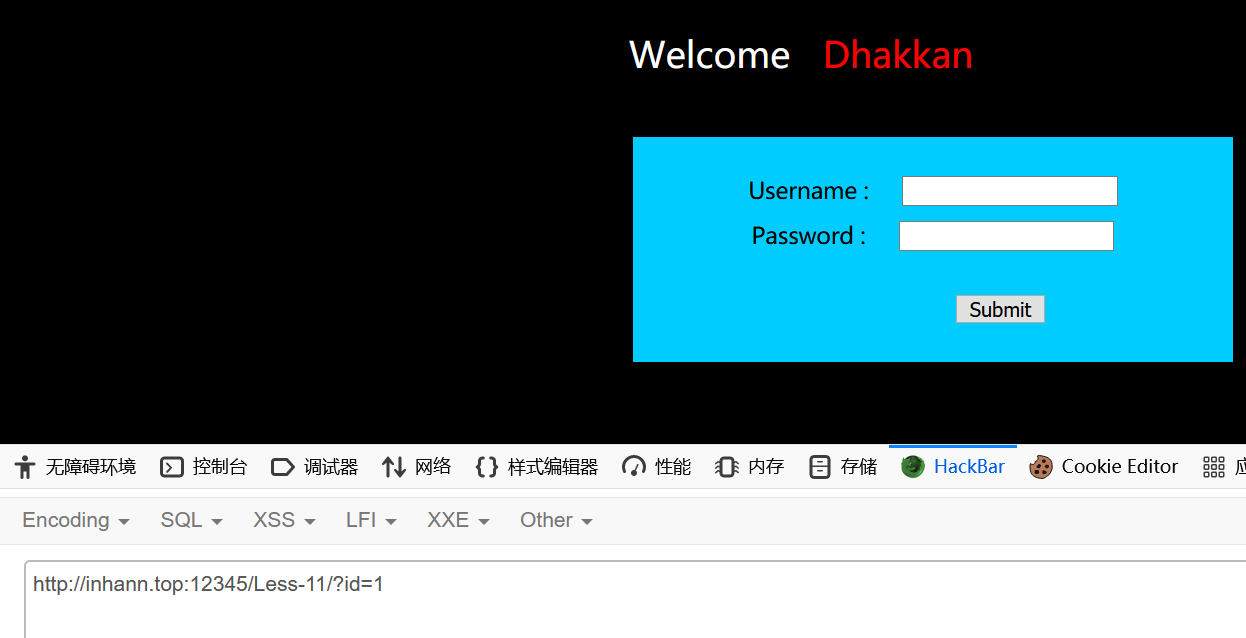 Welcome Dhakkan
Username :
Password :
Submit
无障碍环境 控制台 调试器 网络 样式编辑器 性能 内存 存储 HackBar Cookie Editor
Encoding SQL XSS LFI XXE Other
http://inhann.top:12345/Less-11/?id=1